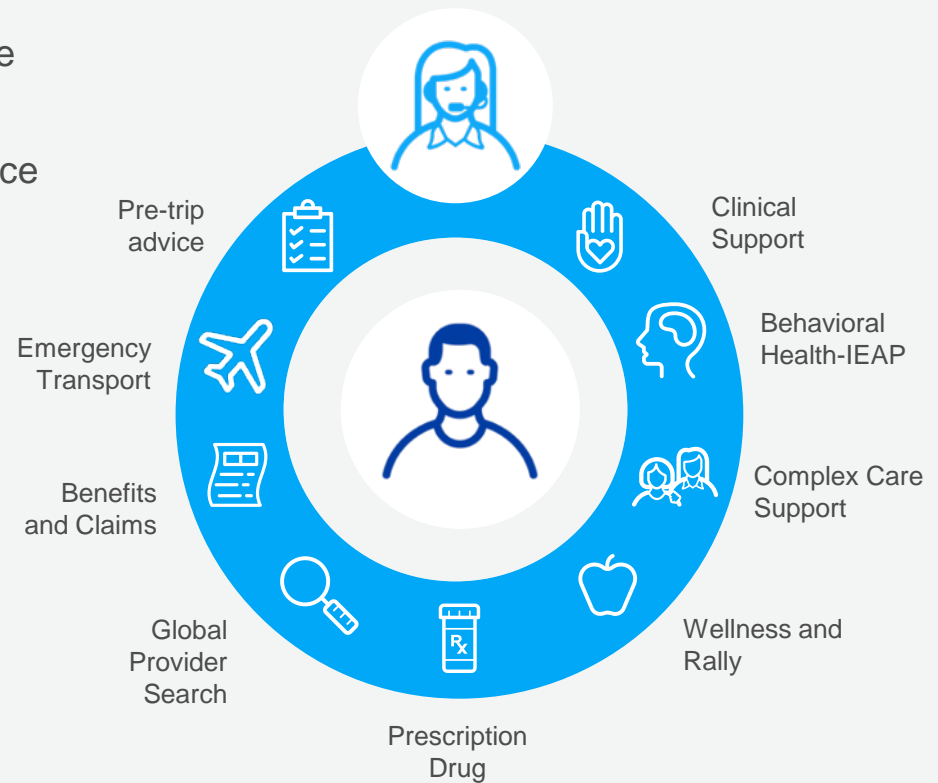 Pre-trip
advice
Emergency
Transport
Benefits
and Claims
Global
Provider
Search
Prescription
Drug
Clinical
Support
Behavioral
Health-IEAP
Complex Care
Support
Wellness and
Rally
Rx